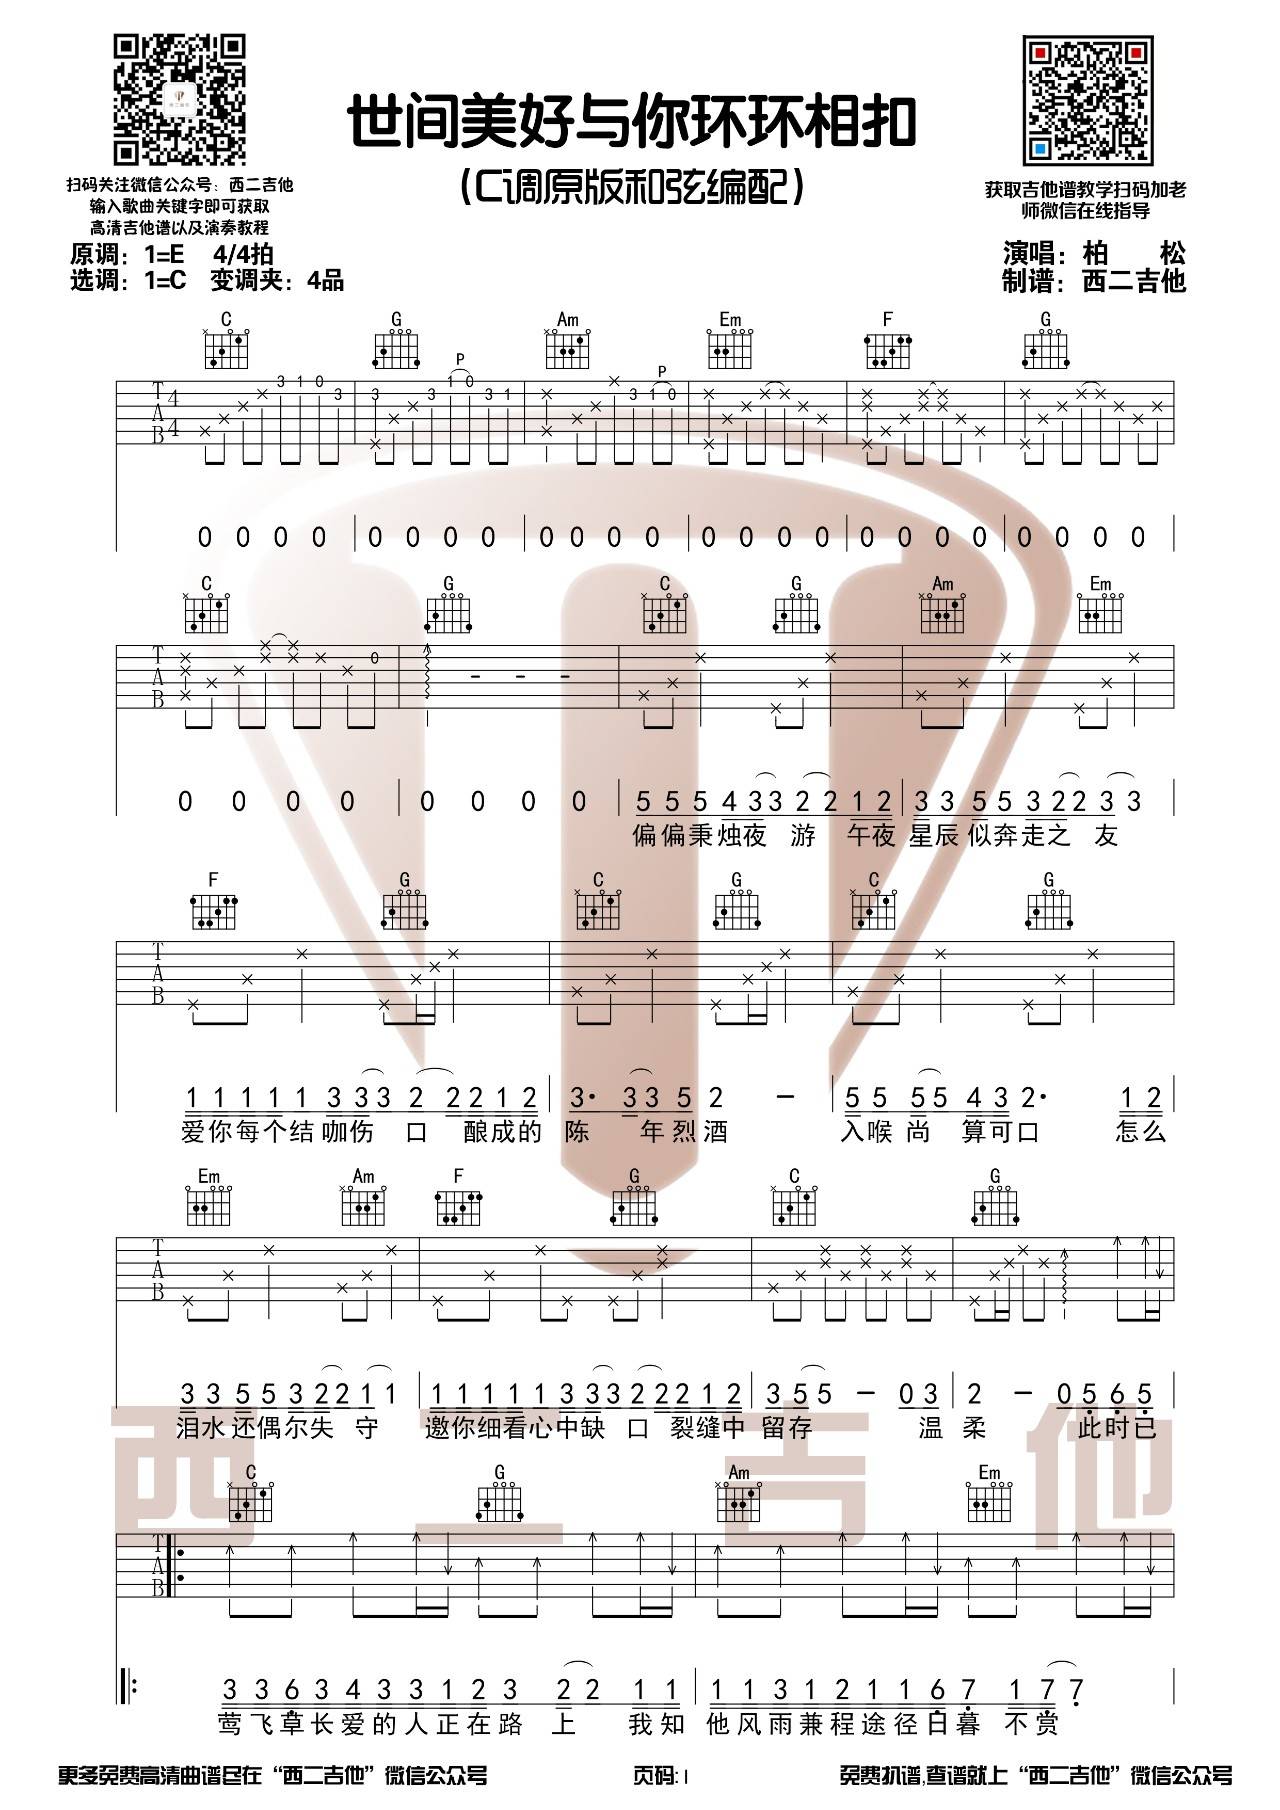 世间美好与你环环相扣
(C调原版和弦编配)
扫码关注微信公众号：西二吉他
输入歌曲关键字即可获取
高清吉他谱以及演奏教程
获取吉他谱教学扫码加老
师微信在线指导
原调：1=E 4/4拍
选调：1=C 变调夹：4品
演唱：柏 松
制谱：西二吉他
C G Am Em F G
P P
T 4 3 1 0 3 3 3 1 0 3 1 3 1 0
A
B 4
0 0 0 0 0 0 0 0 0 0 0 0 0 0 0 0 0 0 0 0 0 0 0 0
C G C G Am Em
T 0
A - - -
B
0 0 0 0 0 0 0 0 5 5 5 4 3 3 2 2 1 2 3 3 5 5 3 2 2 3 3
偏偏秉烛夜 游 午夜 星辰 似奔走之 友
F G C G C G
T
A
B
1 1 1 1 1 3 3 3 2 2 2 1 2 3· 3 3 5 2 － 5 5 5 5 4 3 2· 1 2
爱你每个结 咖伤 口 酿成的 陈 年烈酒 入喉 尚 算可口 怎么
Em Am F G C G
T
A
B
3 3 5 5 3 2 2 1 1 1 1 1 1 1 3 3 3 2 2 2 1 2 3 5 5 － 0 3 2 － 0 5 6 5
泪水 还偶尔失 守 邀你细看心中缺 口 裂缝中 留存 温 柔 此时已
西二吉他
C G Am Em
T
A
B
3 3 6 3 4 3 3 1 2 3 2 2 1 1 1 1 3 1 2 1 1 6 7 1 7 7
莺飞草长爱的人正在路 上 我知 他风雨兼程途径日暮 不赏
更多免费高清曲谱尽在“西二吉他”微信公众号 页码:1 免费扒谱,查谱就上“西二吉他”微信公众号